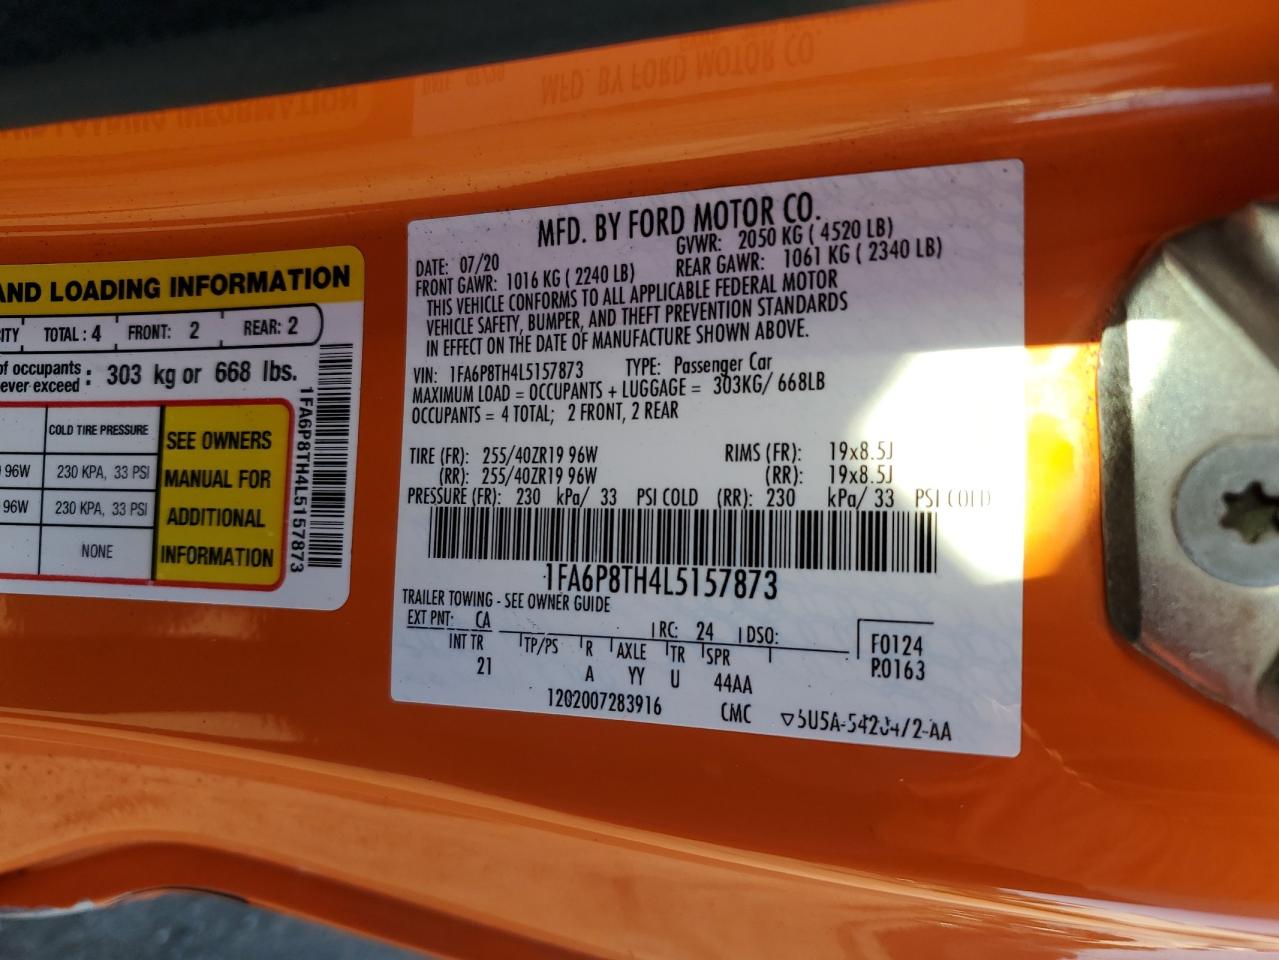 AND LOADING INFORMATION
TOTAL : 4 FRONT: 2 REAR: 2
of occupants
ever exceed : 303 kg or 668 lbs.
COLD TIRE PRESSURE
96W 230 KPA, 33 PSI
96W 230 KPA, 33 PSI
NONE
SEE OWNERS
MANUAL FOR
ADDITIONAL
INFORMATION
1FA6P8TH4L5157873
MFD. BY FORD MOTOR CO.
DATE: 07/20 GVWR: 2050 KG ( 4520 LB)
FRONT GAWR: 1016 KG ( 2240 LB) REAR GAWR: 1061 KG ( 2340 LB)
THIS VEHICLE CONFORMS TO ALL APPLICABLE FEDERAL MOTOR
VEHICLE SAFETY, BUMPER, AND THEFT PREVENTION STANDARDS
IN EFFECT ON THE DATE OF MANUFACTURE SHOWN ABOVE.
VIN: 1FA6P8TH4L5157873 TYPE: Passenger Car
MAXIMUM LOAD = OCCUPANTS + LUGGAGE = 303KG/ 668LB
OCCUPANTS = 4 TOTAL; 2 FRONT, 2 REAR
TIRE (FR): 255/40ZR19 96W RIMS (FR): 19x8.5J
(RR): 255/40ZR19 96W (RR): 19x8.5J
PRESSURE (FR): 230 kPa/ 33 PSI COLD (RR): 230 kPa/ 33 PSI COLD
1FA6P8TH4L5157873
TRAILER TOWING - SEE OWNER GUIDE
EXT PNT: CA RC: 24 DSO:
INT TR TP/PS R AXLE TR SPR F0124
21 A YY U 44AA P.0163
1202007283916 CMC